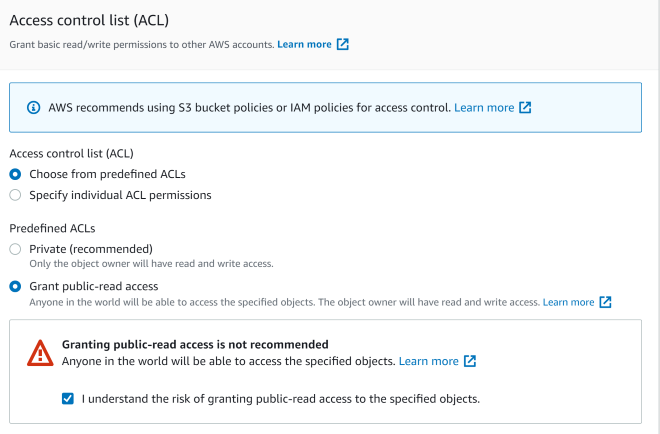 Access control list (ACL)
Grant basic read/write permissions to other AWS accounts. Learn more
AWS recommends using S3 bucket policies or IAM policies for access control. Learn more
Access control list (ACL)
Choose from predefined ACLs
Specify individual ACL permissions
Predefined ACLs
Private (recommended)
Only the object owner will have read and write access.
Grant public-read access
Anyone in the world will be able to access the specified objects. The object owner will have read and write access. Learn more
Granting public-read access is not recommended
Anyone in the world will be able to access the specified objects. Learn more
I understand the risk of granting public-read access to the specified objects.